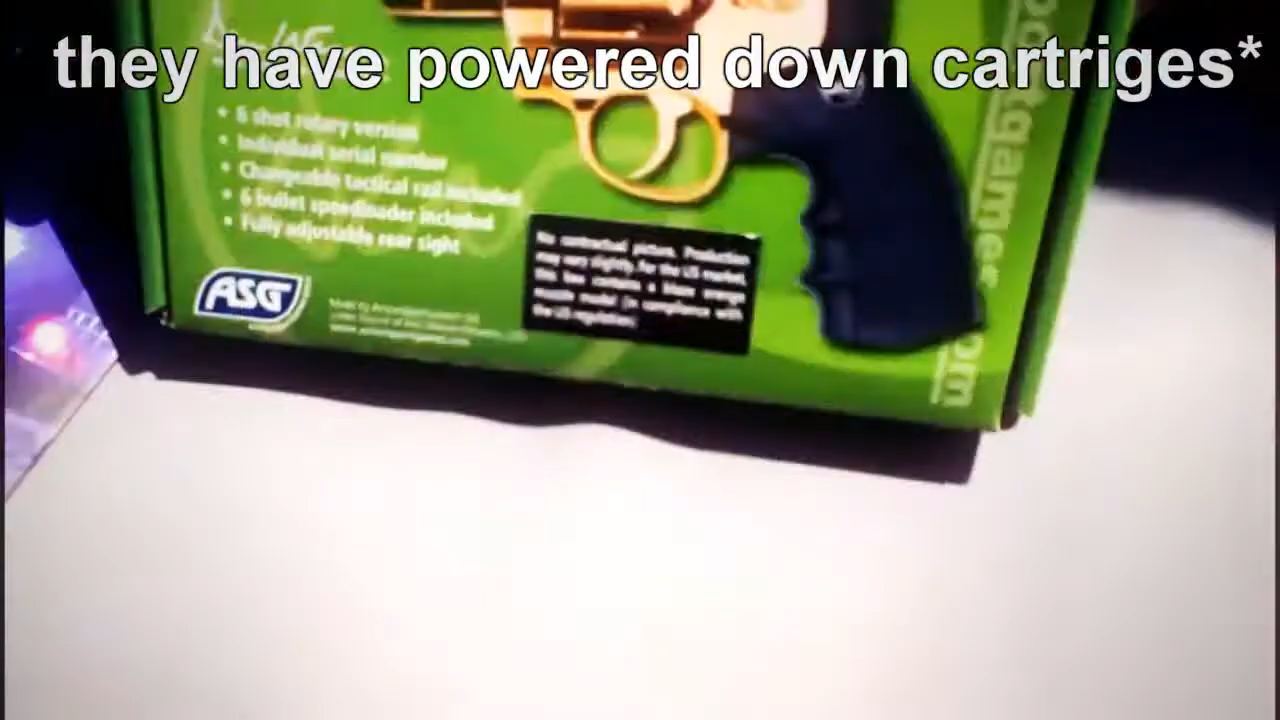 they have powered down cartriges*
• 6 shot rotary version
• Individual serial number
• Changeable tactical rail included
• 6 bullet speedloader included
• Fully adjustable rear sight
ASG
No contractual picture. Production
may vary slightly. For the US market,
this box contains a blaze orange
muzzle model (in compliance with
the US regulation).